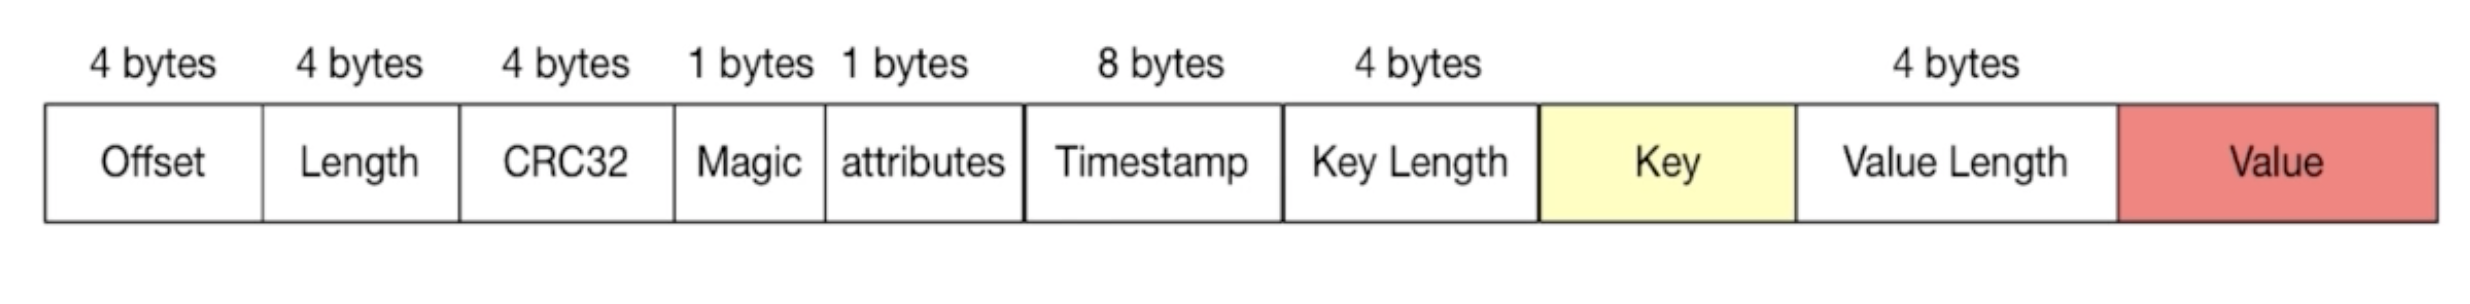 4 bytes 4 bytes 4 bytes 1 bytes 1 bytes 8 bytes 4 bytes 4 bytes
Offset Length CRC32 Magic attributes Timestamp Key Length Key Value Length Value